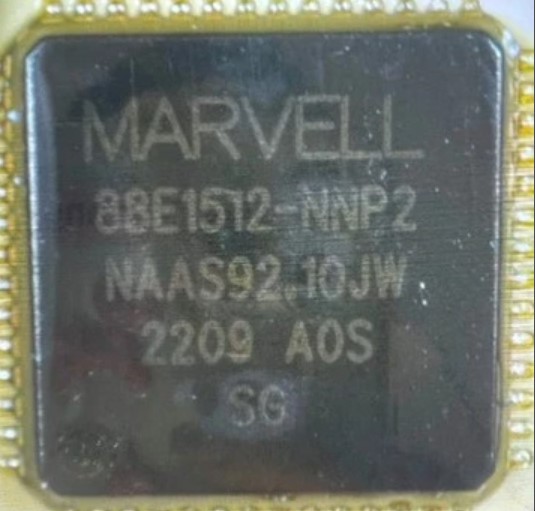 MARVELL
88E1512-NNP2
NAAS92.10JW
2209 A0S
SG